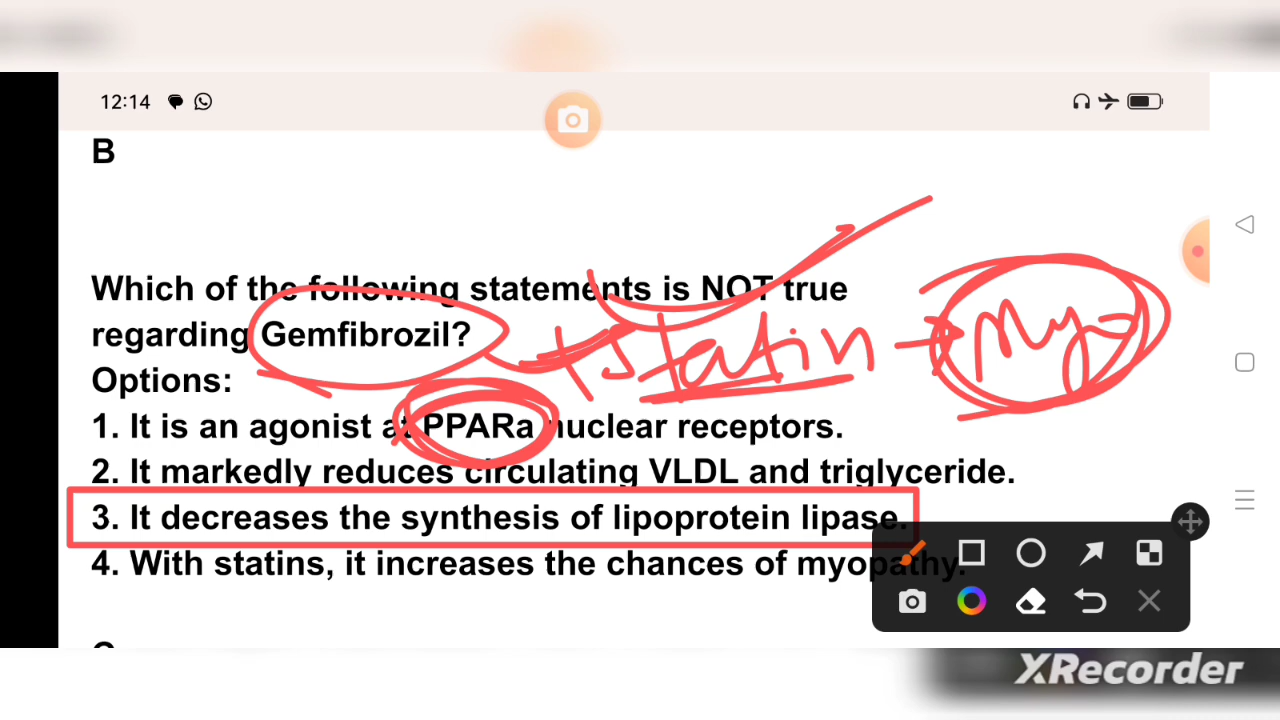 12:14
B
Which of the following statements is NOT true
regarding Gemfibrozil?
+ statin → Myo
Options:
1. It is an agonist at PPARa nuclear receptors.
2. It markedly reduces circulating VLDL and triglyceride.
3. It decreases the synthesis of lipoprotein lipase.
4. With statins, it increases the chances of myopathy.
XRecorder